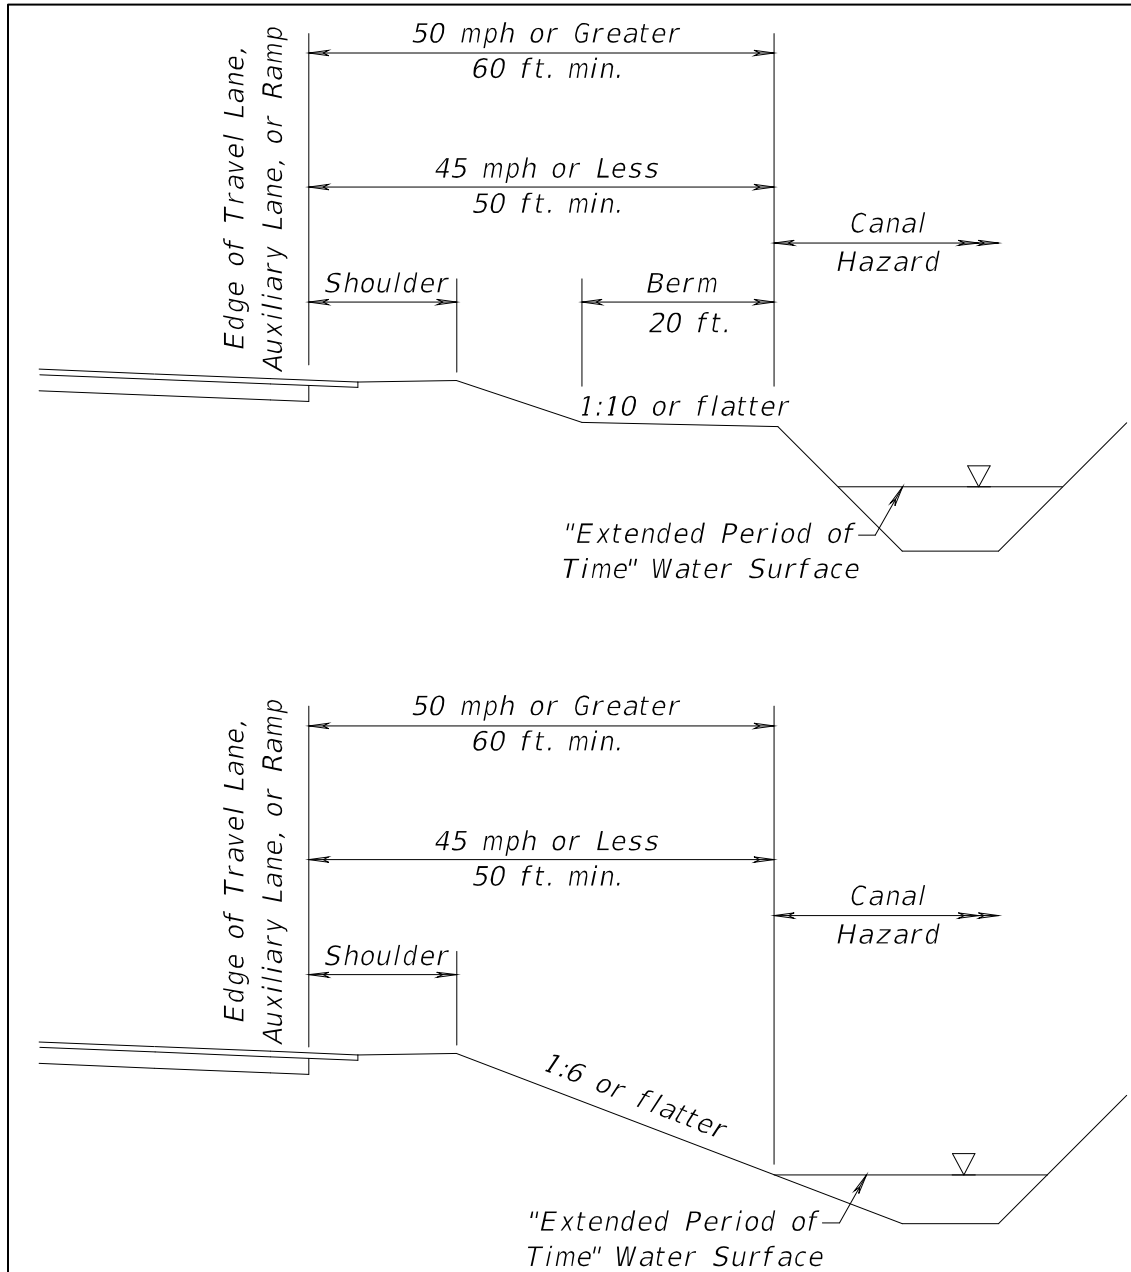 50 mph or Greater
60 ft. min.
Edge of Travel Lane,
Auxiliary Lane, or Ramp
45 mph or Less
50 ft. min.
Canal
Hazard
Shoulder
Berm
20 ft.
1:10 or flatter
"Extended Period of
Time" Water Surface
50 mph or Greater
60 ft. min.
Edge of Travel Lane,
Auxiliary Lane, or Ramp
45 mph or Less
50 ft. min.
Canal
Hazard
Shoulder
1:6 or flatter
"Extended Period of
Time" Water Surface